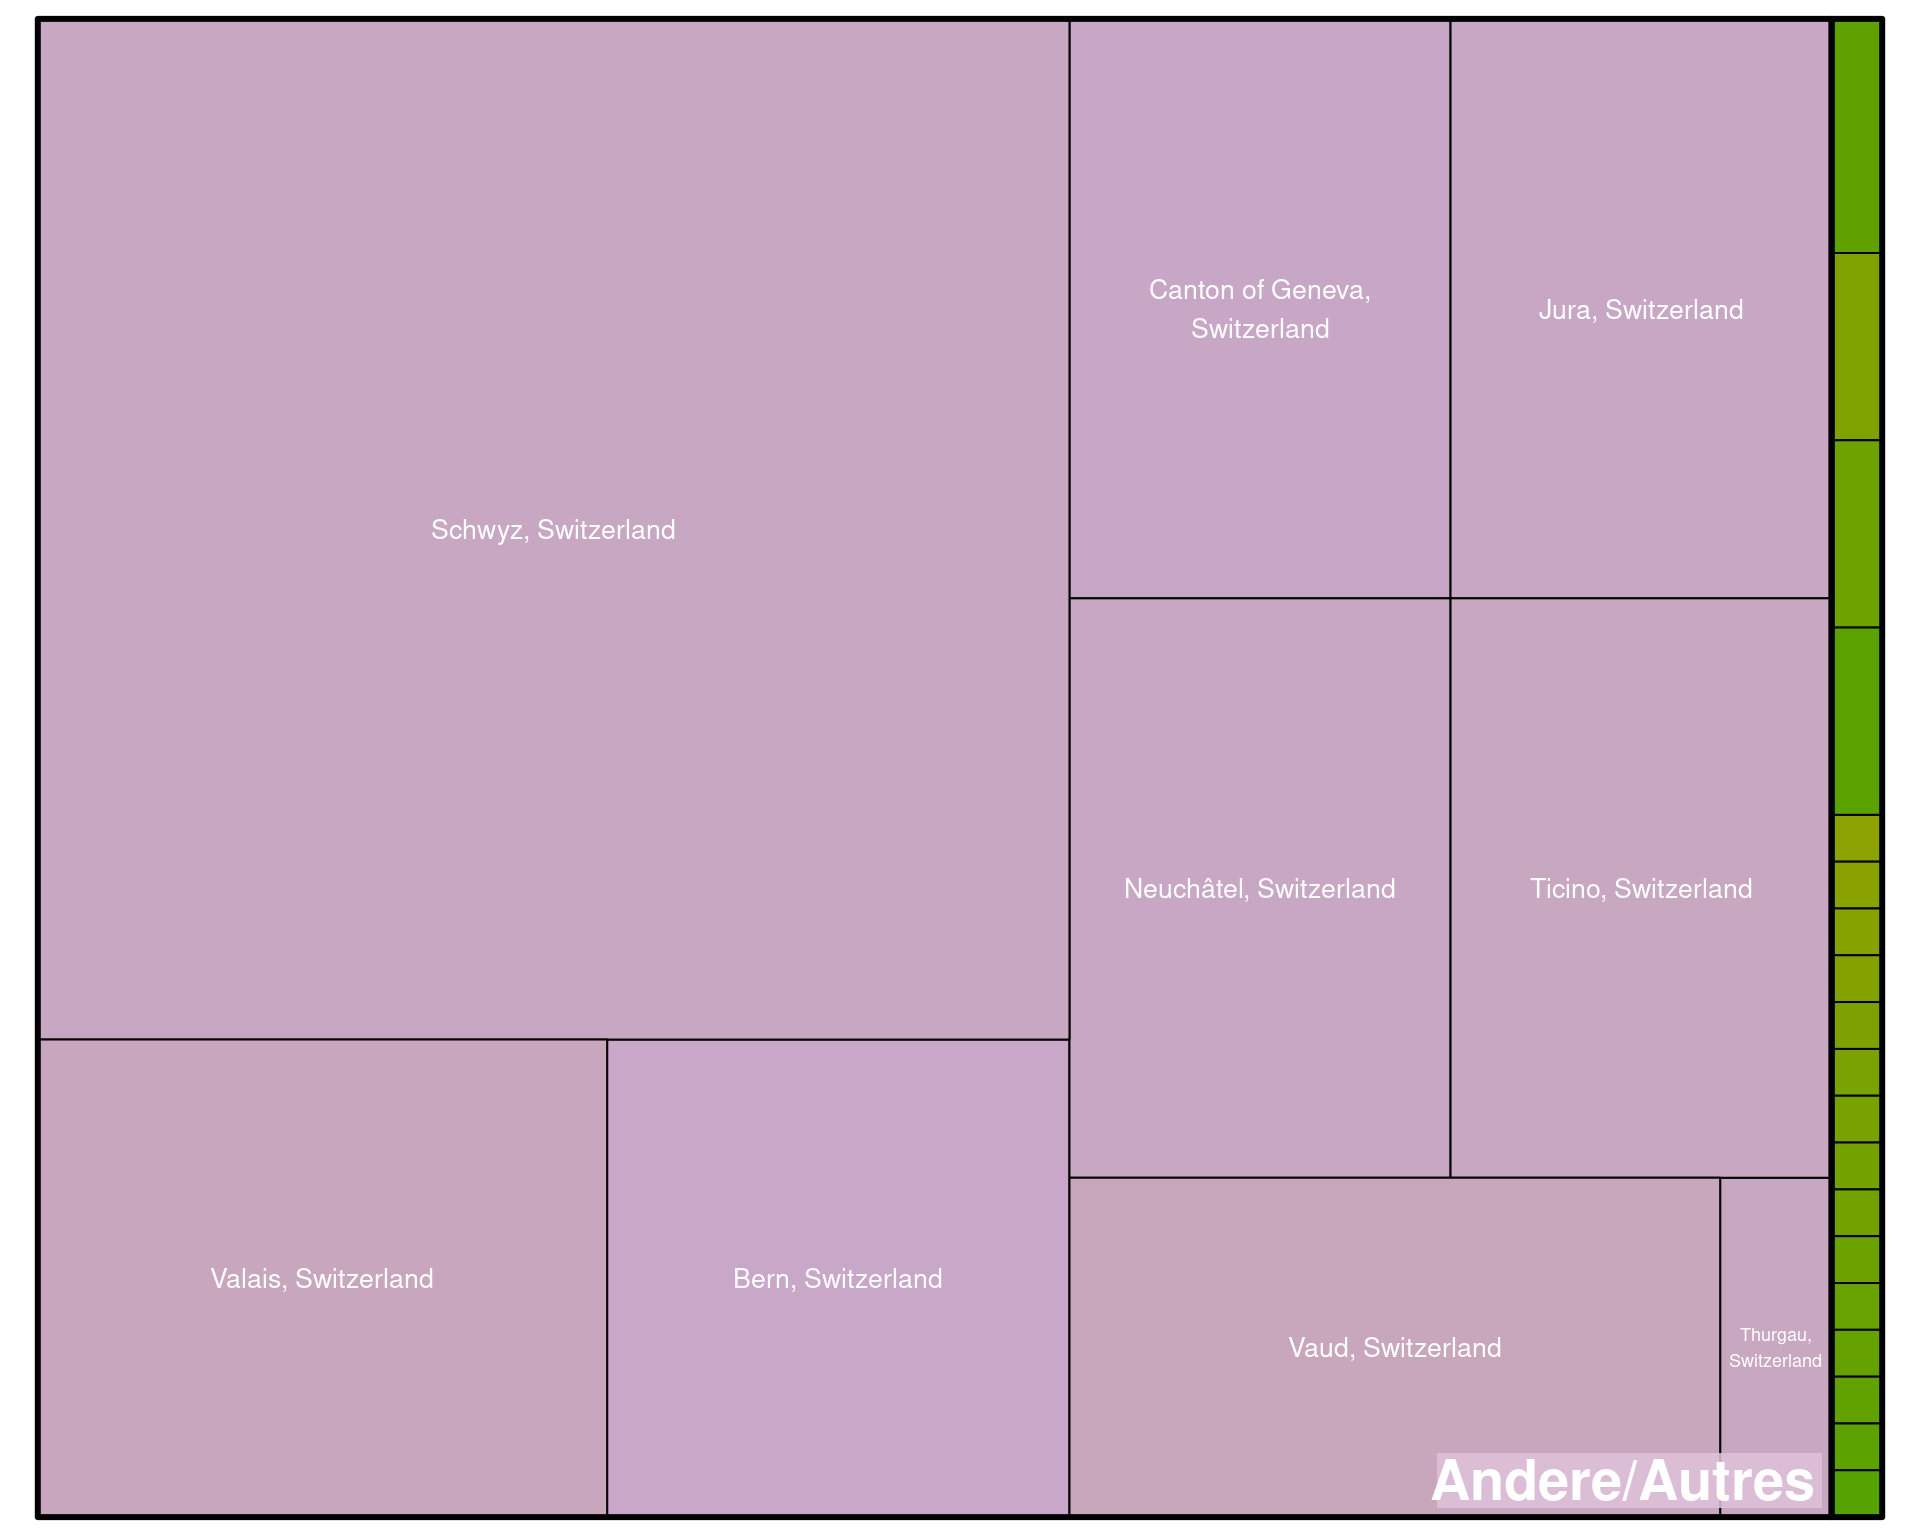 Schwyz, Switzerland
Canton of Geneva,
Switzerland
Jura, Switzerland
Neuchâtel, Switzerland
Ticino, Switzerland
Valais, Switzerland
Bern, Switzerland
Vaud, Switzerland
Thurgau,
Switzerland
Andere/Autres